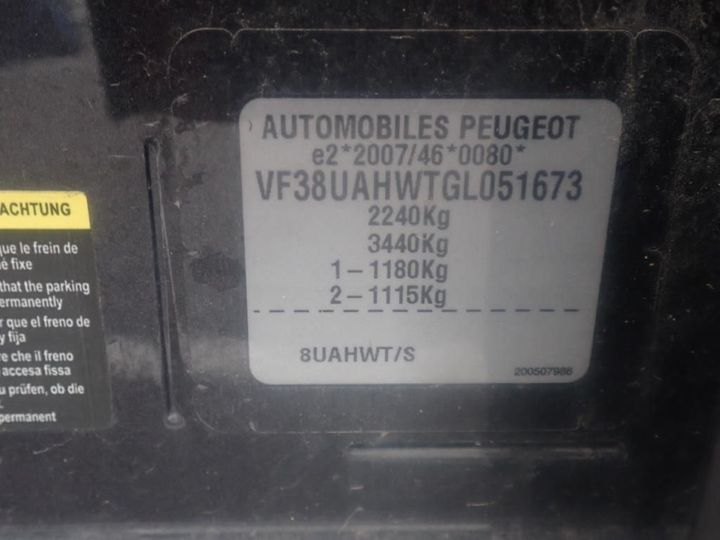 AUTOMOBILES PEUGEOT
e2*2007/46*0080*
VF38UAHWTGL051673
2240Kg
3440Kg
1-1180Kg
2-1115Kg
8UAHWT/S
200507988
ACHTUNG
que le frein de
fixe
that the parking
permanently
r que el freno de
y fija
re che il freno
accesa fissa
u prüfen, ob die
permanent